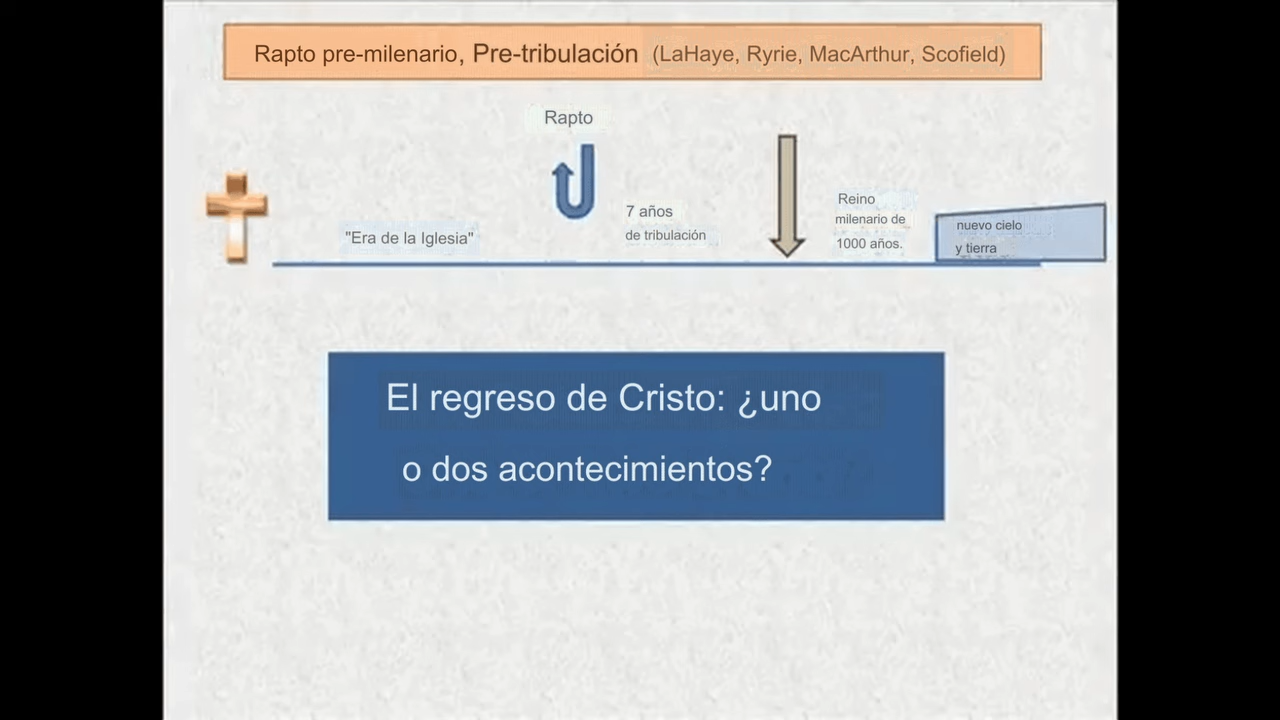 Rapto pre-milenario, Pre-tribulación (LaHaye, Ryrie, MacArthur, Scofield)
Rapto
"Era de la Iglesia"
7 años
de tribulación
Reino
milenario de
1000 años.
nuevo cielo
y tierra
El regreso de Cristo: ¿uno
o dos acontecimientos?